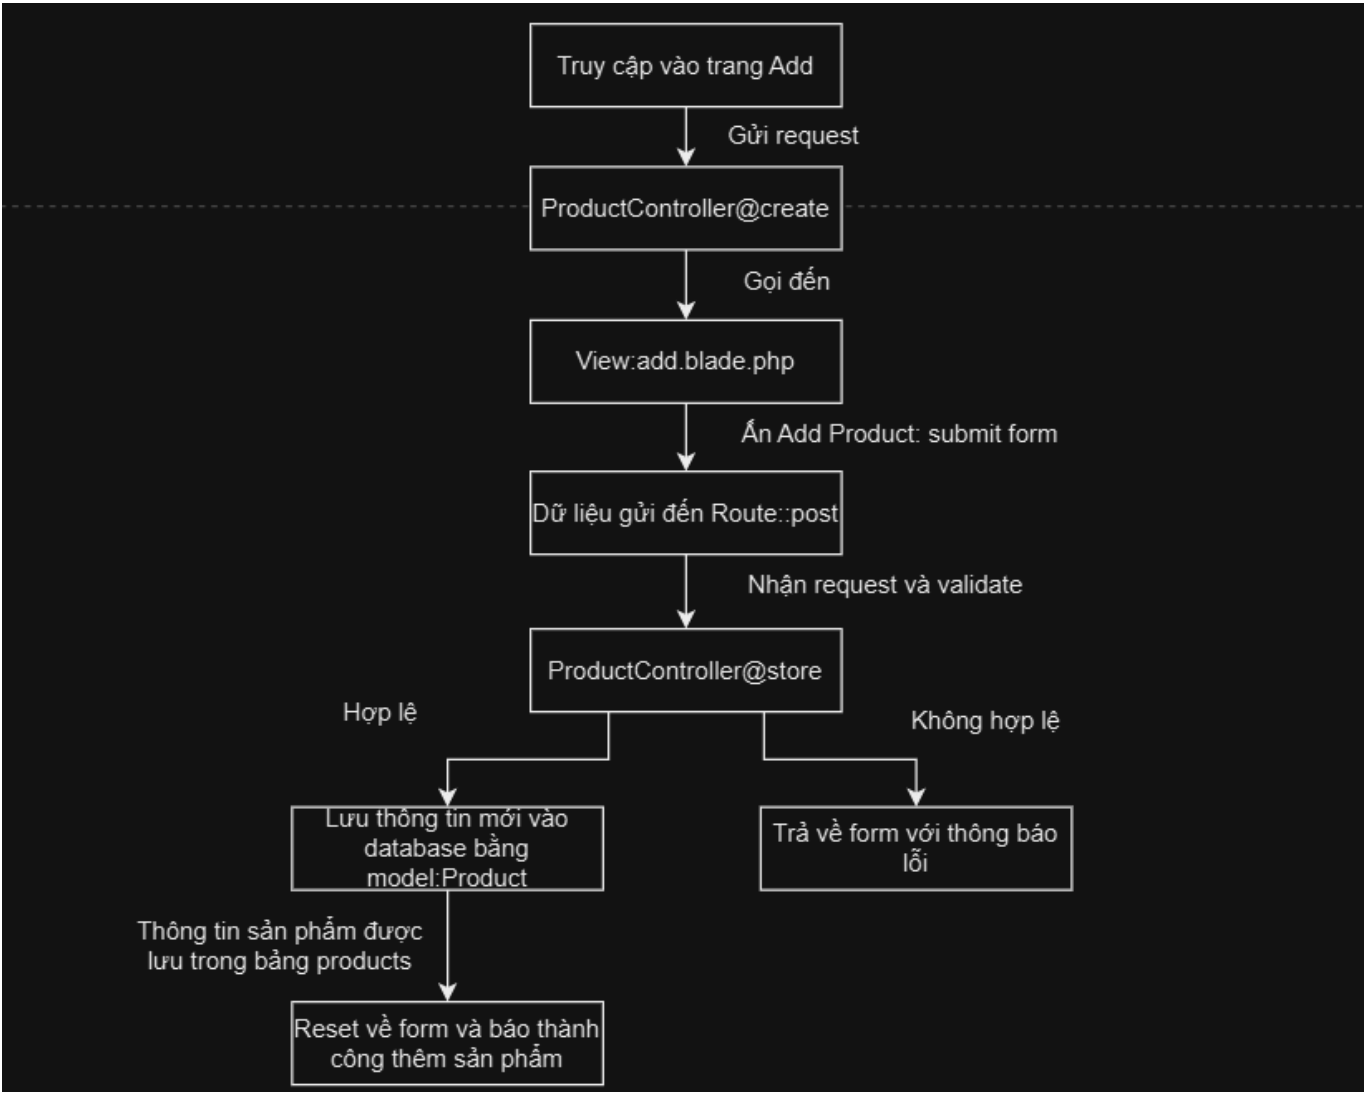 Truy cập vào trang Add
Gửi request
ProductController@create
Gọi đến
View:add.blade.php
Ấn Add Product: submit form
Dữ liệu gửi đến Route::post
Nhận request và validate
ProductController@store
Hợp lệ
Không hợp lệ
Lưu thông tin mới vào
database bằng
model:Product
Trả về form với thông báo
lỗi
Thông tin sản phẩm được
lưu trong bảng products
Reset về form và báo thành
công thêm sản phẩm